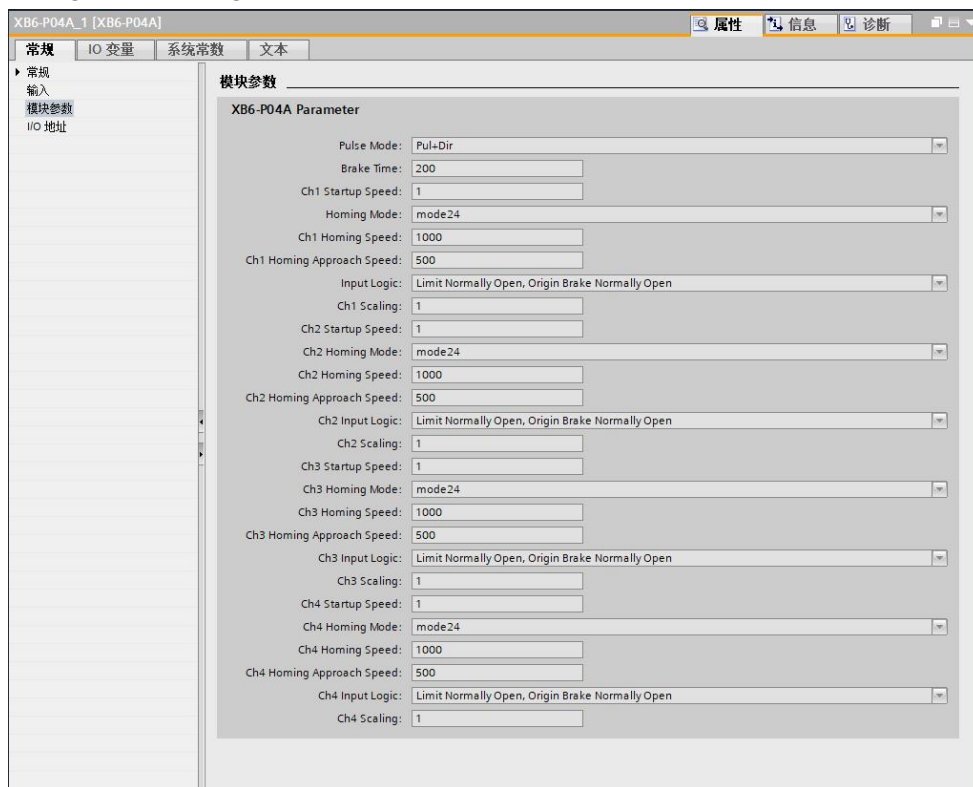 XB6-P04A_1 [XB6-P04A]
属性
信息
诊断
常规
IO 变量
系统常数
文本
常规
输入
模块参数
I/O 地址
模块参数
XB6-P04A Parameter
Pulse Mode: Pul+Dir
Brake Time: 200
Ch1 Startup Speed: 1
Homing Mode: mode24
Ch1 Homing Speed: 1000
Ch1 Homing Approach Speed: 500
Input Logic: Limit Normally Open, Origin Brake Normally Open
Ch1 Scaling: 1
Ch2 Startup Speed: 1
Ch2 Homing Mode: mode24
Ch2 Homing Speed: 1000
Ch2 Homing Approach Speed: 500
Ch2 Input Logic: Limit Normally Open, Origin Brake Normally Open
Ch2 Scaling: 1
Ch3 Startup Speed: 1
Ch3 Homing Mode: mode24
Ch3 Homing Speed: 1000
Ch3 Homing Approach Speed: 500
Ch3 Input Logic: Limit Normally Open, Origin Brake Normally Open
Ch3 Scaling: 1
Ch4 Startup Speed: 1
Ch4 Homing Mode: mode24
Ch4 Homing Speed: 1000
Ch4 Homing Approach Speed: 500
Ch4 Input Logic: Limit Normally Open, Origin Brake Normally Open
Ch4 Scaling: 1